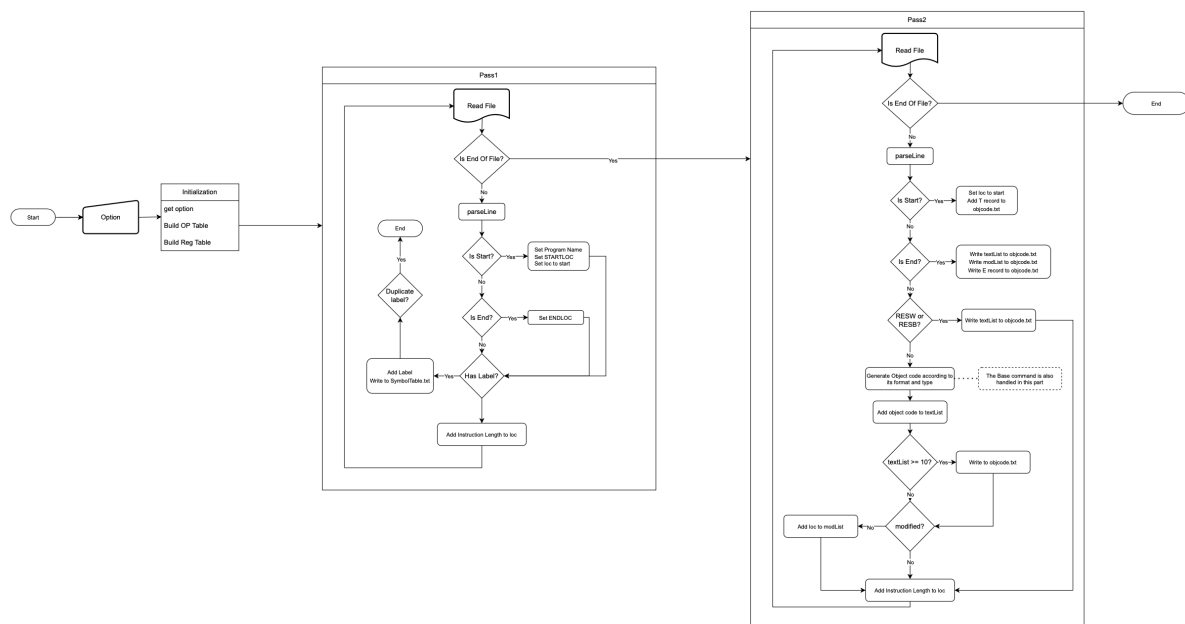 Start
Option
Initialization
get option
Build OP Table
Build Reg Table
Pass1
Read File
Is End Of File?
Yes
No
parseLine
Is Start?
Yes
Set Program Name
Set STARTLOC
Set loc to start
No
Is End?
Yes
Set ENDLOC
No
Has Label?
Yes
Add Label
Write to SymbolTable.txt
Duplicate
label?
Yes
End
Add Instruction Length to loc
Pass2
Read File
Is End Of File?
End
No
parseLine
Is Start?
Yes
Set loc to start
Add T record to
objcode.txt
No
Is End?
Yes
Write textList to objcode.txt
Write modList to objcode.txt
Write E record to objcode.txt
No
RESW or
RESB?
Yes
Write textList to objcode.txt
No
Generate Object code according to
its format and type
The Base command is also
handled in this part
Add object code to textList
textList >= 10?
Yes
Write to objcode.txt
No
modified?
No
Add loc to modList
No
Add Instruction Length to loc